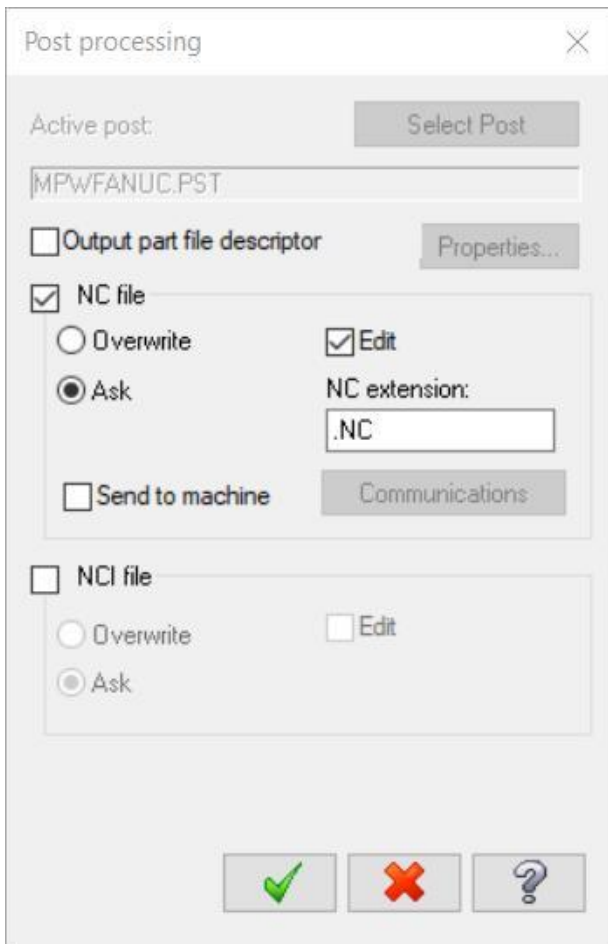 Post processing
Active post:
Select Post
MPWFANUC.PST
Output part file descriptor
Properties...
NC file
Overwrite
Edit
Ask
NC extension:
.NC
Send to machine
Communications
NCI file
Overwrite
Edit
Ask